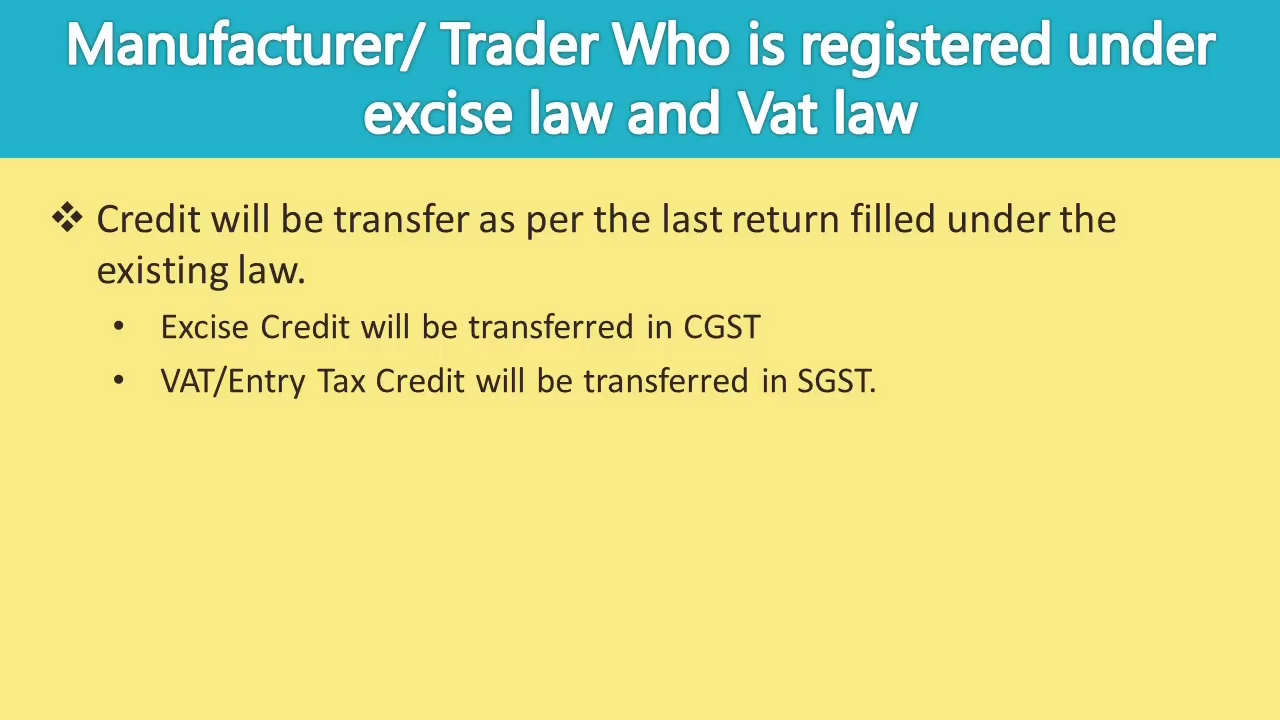 Manufacturer/ Trader Who is registered under
excise law and Vat law
❖ Credit will be transfer as per the last return filled under the
existing law.
• Excise Credit will be transferred in CGST
• VAT/Entry Tax Credit will be transferred in SGST.